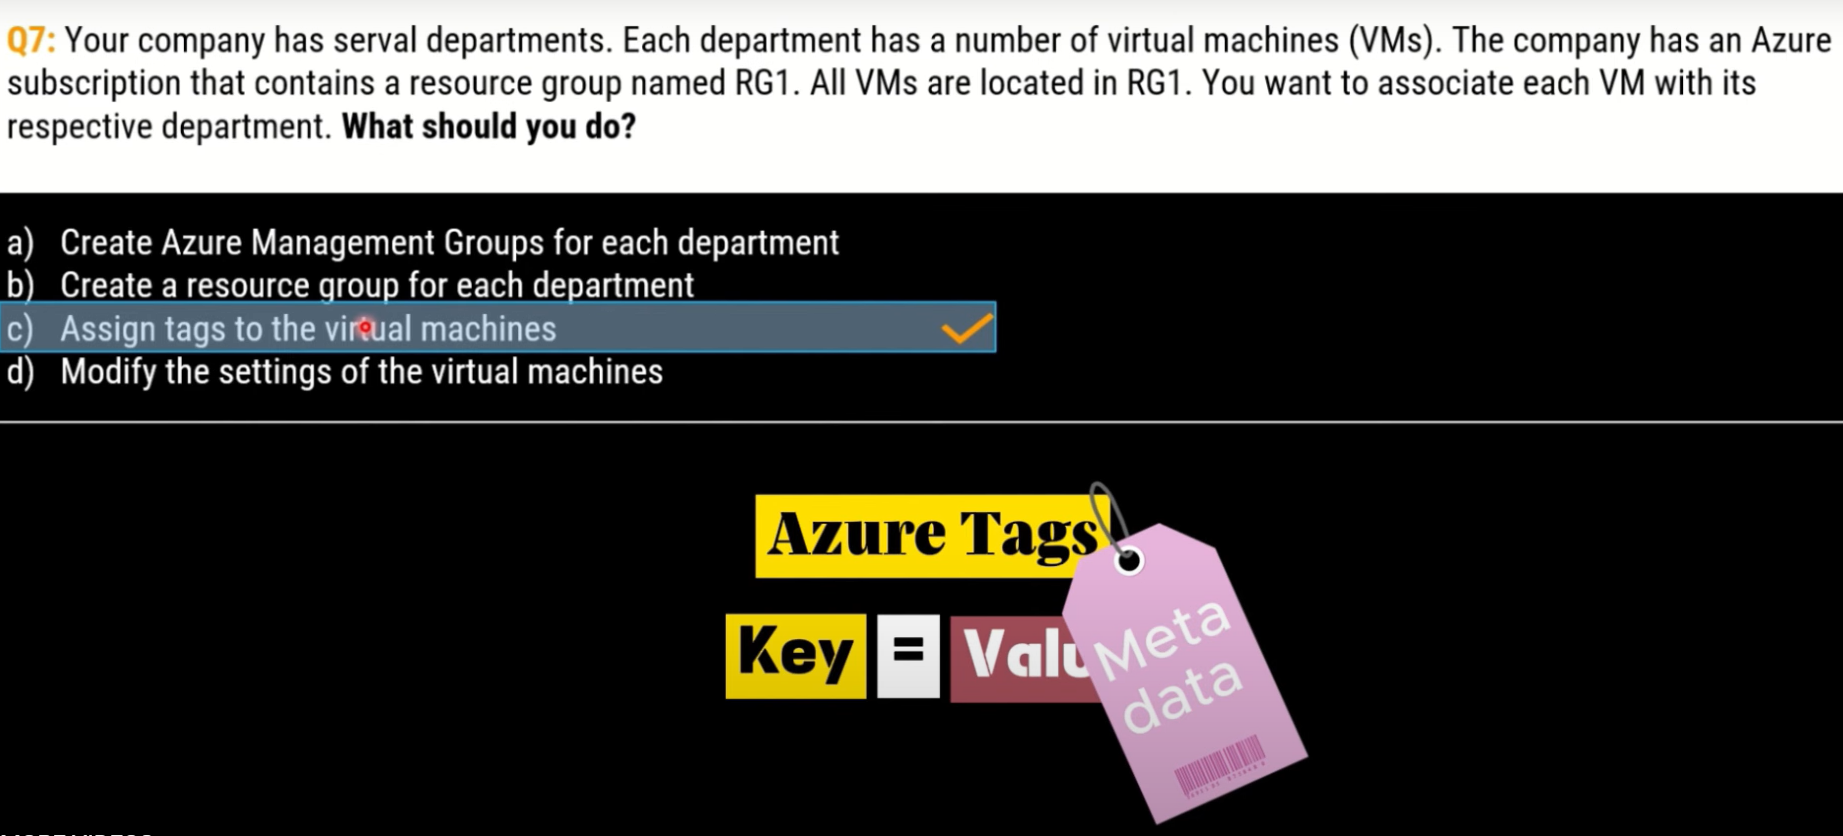 Q7: Your company has serval departments. Each department has a number of virtual machines (VMs). The company has an Azure
subscription that contains a resource group named RG1. All VMs are located in RG1. You want to associate each VM with its
respective department. What should you do?
a) Create Azure Management Groups for each department
b) Create a resource group for each department
c) Assign tags to the virtual machines
d) Modify the settings of the virtual machines
Azure Tags
Key = Valu
Meta
data